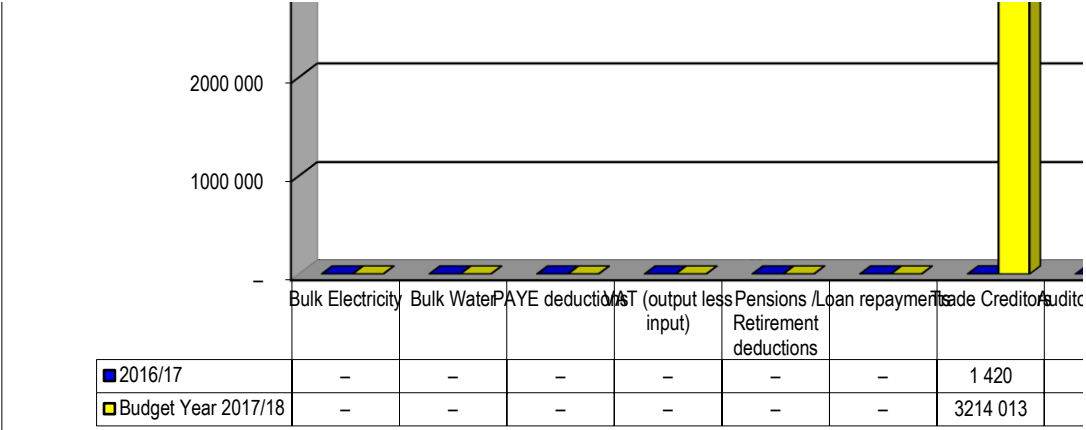 2000 000
1000 000
–
Bulk Electricity Bulk Water PAYE deductions VAT (output less input) Pensions / Retirement deductions Loan repayments Trade Creditors Audito
2016/17 – – – – – – 1 420
Budget Year 2017/18 – – – – – – 3214 013